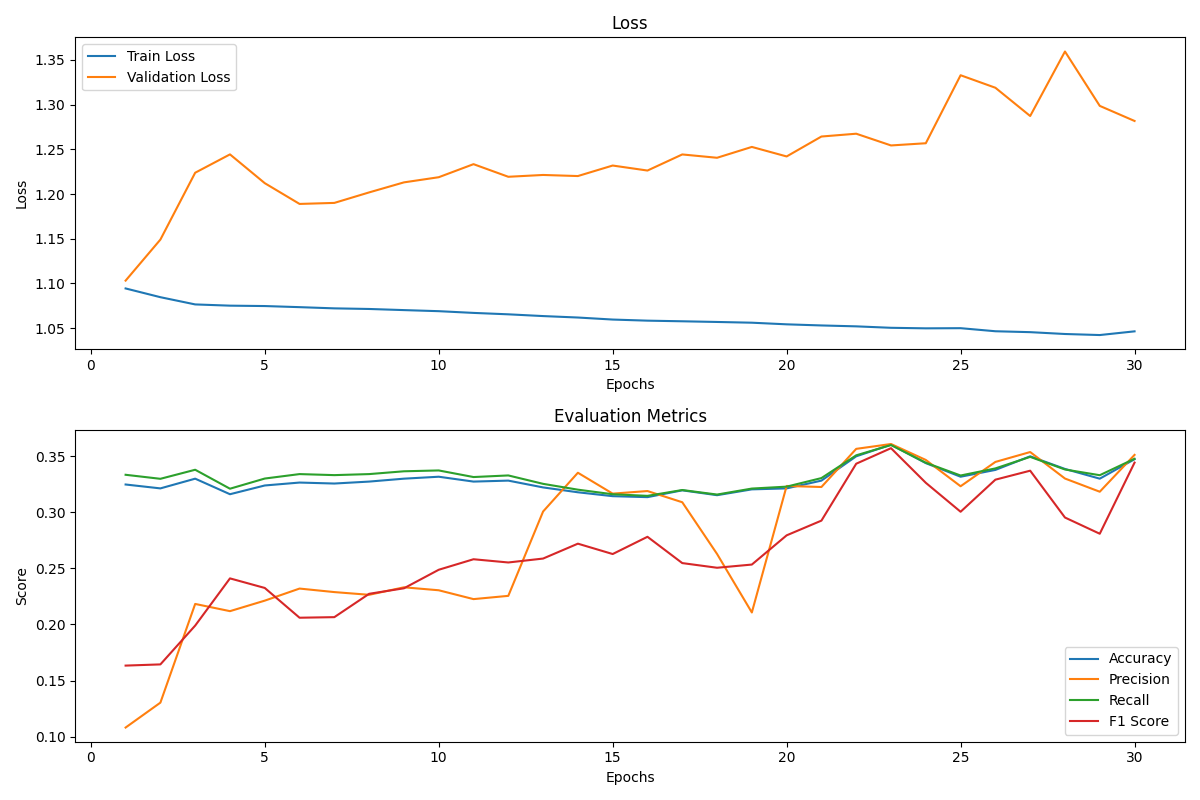 Loss
Train Loss
Validation Loss
1.35
1.30
1.25
1.20
1.15
1.10
1.05
Loss
0 5 10 15 20 25 30
Epochs
Evaluation Metrics
0.35
0.30
0.25
0.20
0.15
0.10
Score
Accuracy
Precision
Recall
F1 Score
0 5 10 15 20 25 30
Epochs